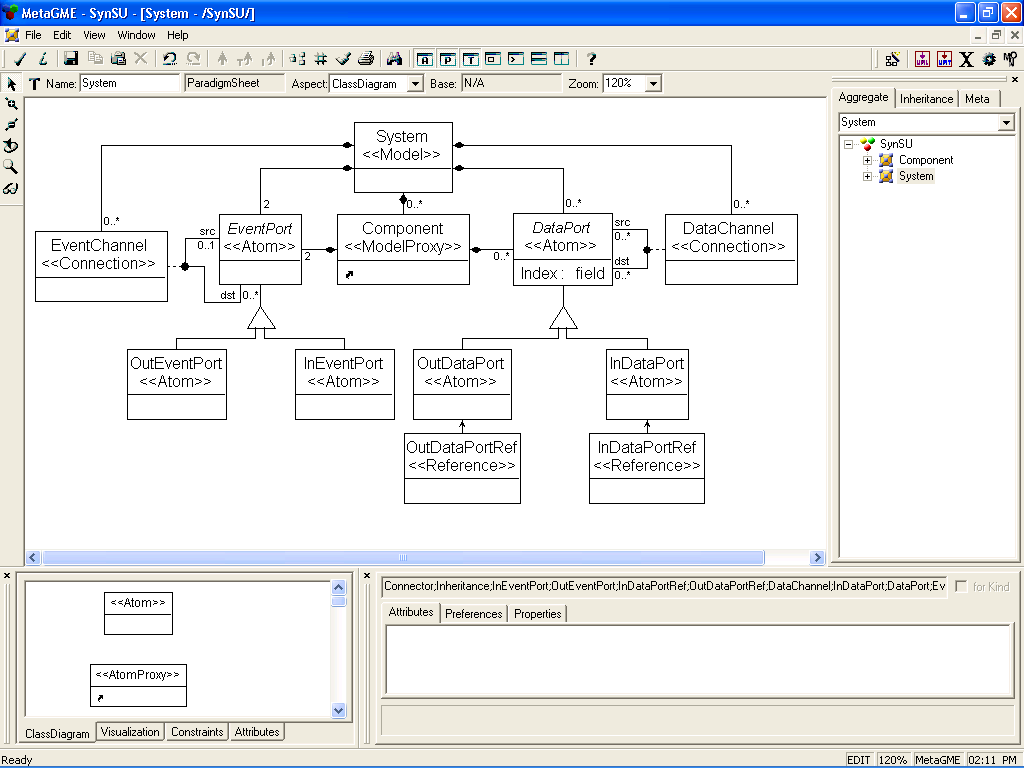 MetaGME - SynSU - [System - /SynSU/]
File Edit View Window Help
T Name: System ParadigmSheet Aspect: ClassDiagram Base: N/A Zoom: 120%
Aggregate Inheritance Meta
System
SynSU
Component
System
System
<<Model>>
0..*
2
0..*
0..*
0..*
EventChannel
<<Connection>>
src
0..1
dst
0..*
EventPort
<<Atom>>
2
Component
<<ModelProxy>>
0..*
DataPort
<<Atom>>
Index : field
src
0..*
dst
0..*
DataChannel
<<Connection>>
OutEventPort
<<Atom>>
InEventPort
<<Atom>>
OutDataPort
<<Atom>>
InDataPort
<<Atom>>
OutDataPortRef
<<Reference>>
InDataPortRef
<<Reference>>
<<Atom>>
<<AtomProxy>>
ClassDiagram Visualization Constraints Attributes
Connector;Inheritance;InEventPort;OutEventPort;InDataPortRef;OutDataPortRef;DataChannel;InDataPort;DataPort;Ev
for Kind
Attributes Preferences Properties
Ready
EDIT 120% MetaGME 02:11 PM